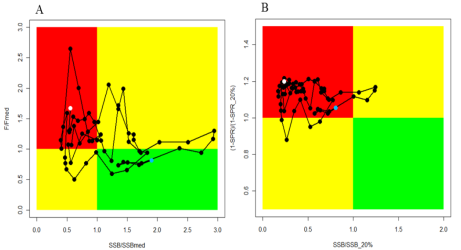 A
B
3.0
2.5
2.0
1.5
1.0
0.5
0.0
F/Fmed
0.0 0.5 1.0 1.5 2.0 2.5 3.0
SSB/SSBmed
1.4
1.2
1.0
0.8
0.6
(1-SPR)/(1-SPR_20%)
0.0 0.5 1.0 1.5 2.0
SSB/SSB_20%